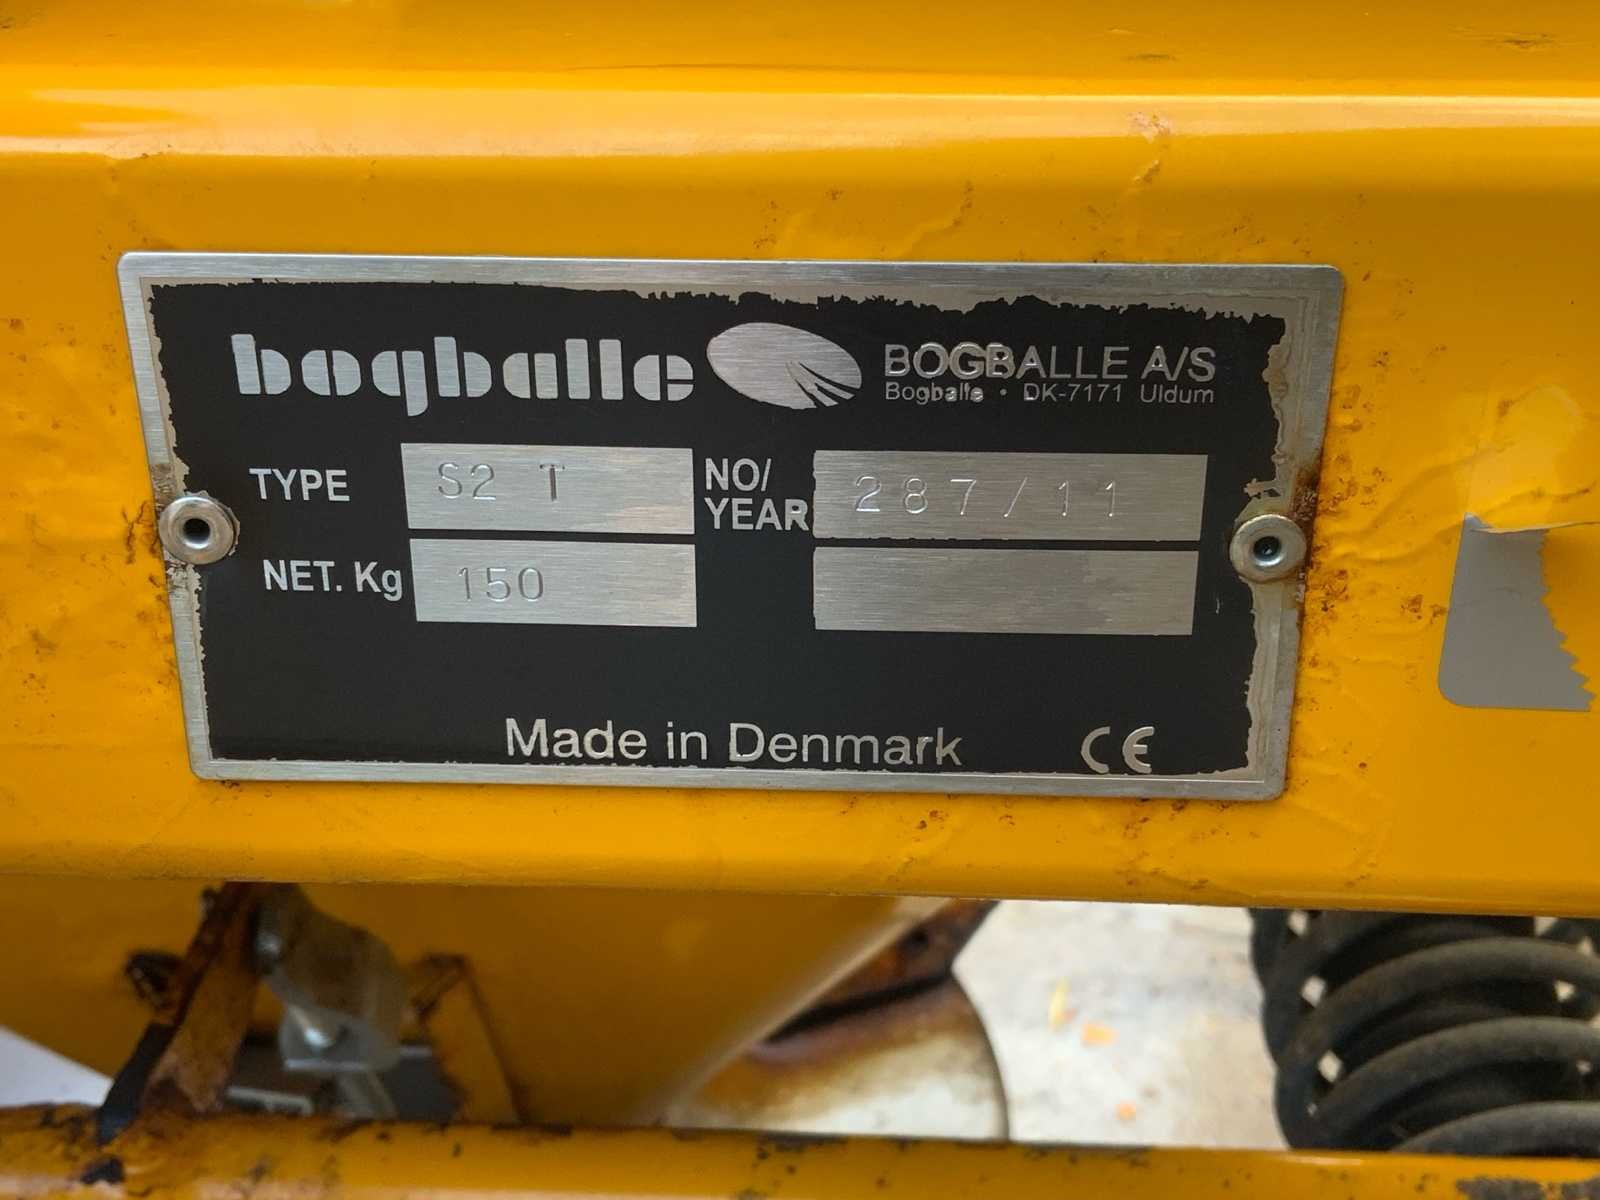 bogballe
BOGBALLE A/S
Bogballe • DK-7171 Uldum
TYPE S2 T
NO/
YEAR 287/11
NET. Kg 150
Made in Denmark CE